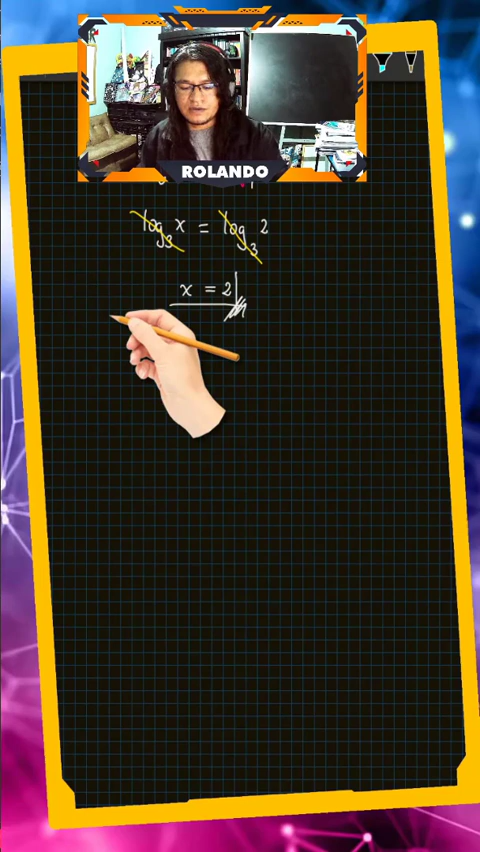 ROLANDO
log₃ x = log₃ 2
x = 2